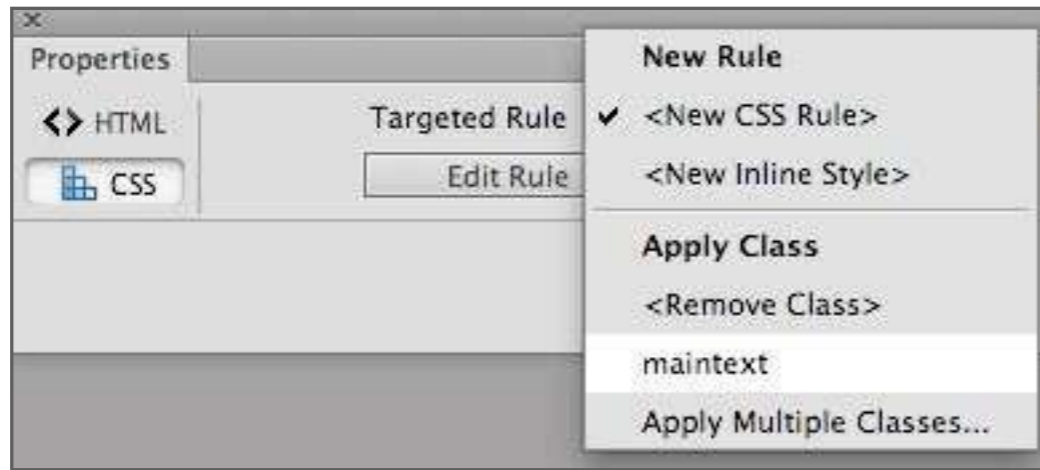 Properties
<> HTML
CSS
Targeted Rule
Edit Rule
New Rule
✓ <New CSS Rule>
<New Inline Style>
Apply Class
<Remove Class>
maintext
Apply Multiple Classes...